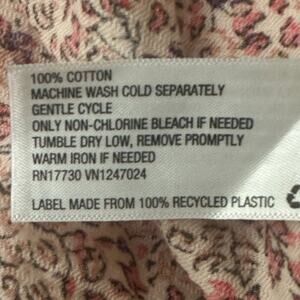 100% COTTON
MACHINE WASH COLD SEPARATELY
GENTLE CYCLE
ONLY NON-CHLORINE BLEACH IF NEEDED
TUMBLE DRY LOW, REMOVE PROMPTLY
WARM IRON IF NEEDED
RN17730 VN1247024
LABEL MADE FROM 100% RECYCLED PLASTIC